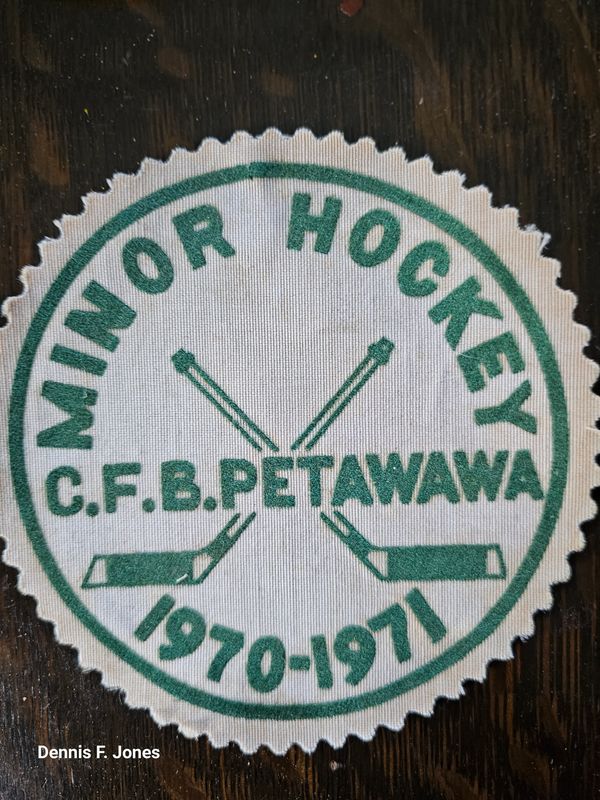 MINOR HOCKEY
C.F.B.PETAWAWA
1970-1971
Dennis F. Jones